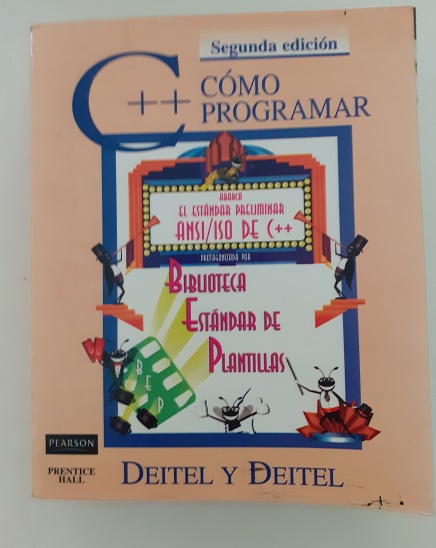 Segunda edición
C++ CÓMO
PROGRAMAR
ABARCA
EL ESTÁNDAR PRELIMINAR
ANSI/ISO DE C++
PROTAGONIZADA POR
BIBLIOTECA
ESTÁNDAR DE
PLANTILLAS
B E P
PEARSON
PRENTICE
HALL
DEITEL Y DEITEL